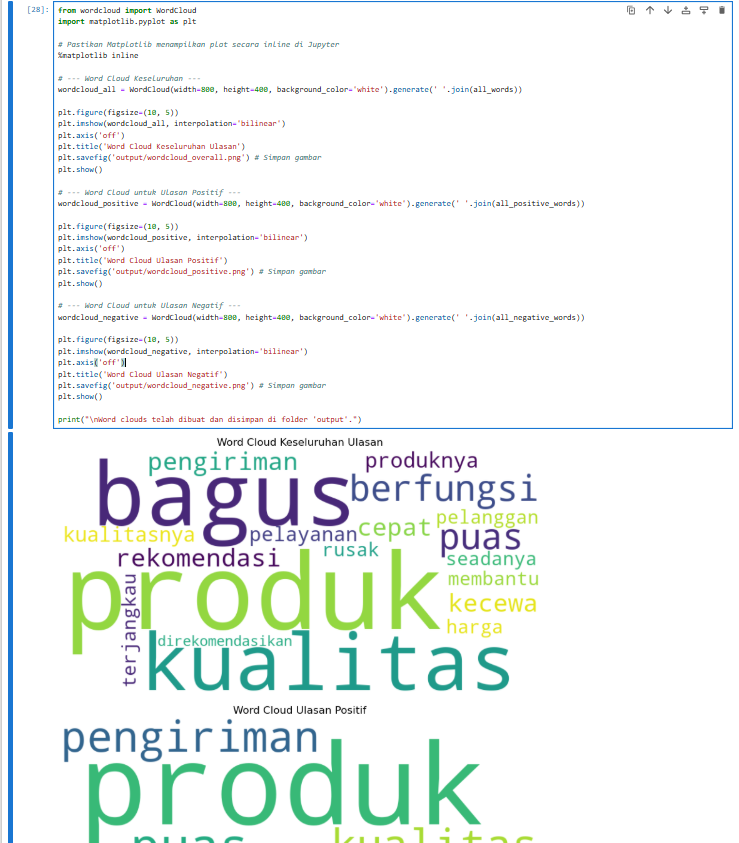 [28]:
from wordcloud import WordCloud
import matplotlib.pyplot as plt
# Pastikan Matplotlib menampilkan plot secara inline di Jupyter
%matplotlib inline
# --- Word Cloud Keseluruhan ---
wordcloud_all = WordCloud(width=800, height=400, background_color='white').generate(' '.join(all_words))
plt.figure(figsize=(10, 5))
plt.imshow(wordcloud_all, interpolation='bilinear')
plt.axis('off')
plt.title('Word Cloud Keseluruhan Ulasan')
plt.savefig('output/wordcloud_overall.png') # Simpan gambar
plt.show()
# --- Word Cloud untuk Ulasan Positif ---
wordcloud_positive = WordCloud(width=800, height=400, background_color='white').generate(' '.join(all_positive_words))
plt.figure(figsize=(10, 5))
plt.imshow(wordcloud_positive, interpolation='bilinear')
plt.axis('off')
plt.title('Word Cloud Ulasan Positif')
plt.savefig('output/wordcloud_positive.png') # Simpan gambar
plt.show()
# --- Word Cloud untuk Ulasan Negatif ---
wordcloud_negative = WordCloud(width=800, height=400, background_color='white').generate(' '.join(all_negative_words))
plt.figure(figsize=(10, 5))
plt.imshow(wordcloud_negative, interpolation='bilinear')
plt.axis('off')
plt.title('Word Cloud Ulasan Negatif')
plt.savefig('output/wordcloud_negative.png') # Simpan gambar
plt.show()
print("\nWord clouds telah dibuat dan disimpan di folder 'output'.")
Word Cloud Keseluruhan Ulasan
pengiriman
produknya
bagus
berfungsi
kualitasnya
pelayanan
cepat
pelanggan
puas
rekomendasi
rusak
seadanya
produk
membantu
kecewa
harga
terjangkau
direkomendasikan
kualitas
Word Cloud Ulasan Positif
pengiriman
produk
puas
kualitas